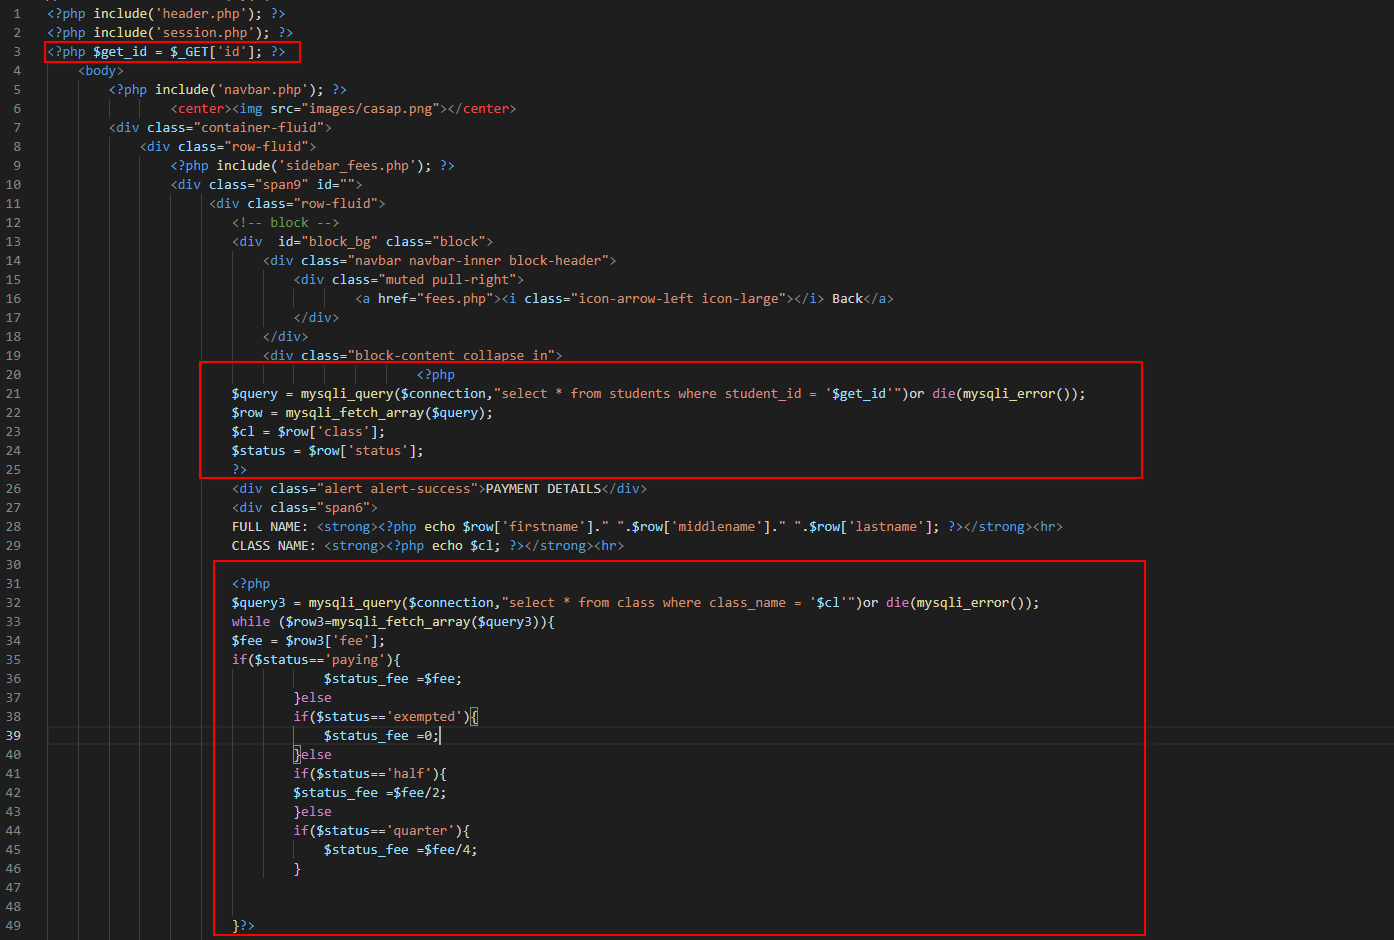 1 <?php include('header.php'); ?>
2 <?php include('session.php'); ?>
3 <?php $get_id = $_GET['id']; ?>
4 <body>
5 <?php include('navbar.php'); ?>
6 <center><img src="images/casap.png"></center>
7 <div class="container-fluid">
8 <div class="row-fluid">
9 <?php include('sidebar_fees.php'); ?>
10 <div class="span9" id="">
11 <div class="row-fluid">
12 <!-- block -->
13 <div  id="block_bg" class="block">
14 <div class="navbar navbar-inner block-header">
15 <div class="muted pull-right">
16 <a href="fees.php"><i class="icon-arrow-left icon-large"></i> Back</a>
17 </div>
18 </div>
19 <div class="block-content collapse in">
20 <?php
21 $query = mysqli_query($connection,"select * from students where student_id = '$get_id'")or die(mysqli_error());
22 $row = mysqli_fetch_array($query);
23 $cl = $row['class'];
24 $status = $row['status'];
25 ?>
26 <div class="alert alert-success">PAYMENT DETAILS</div>
27 <div class="span6">
28 FULL NAME: <strong><?php echo $row['firstname']." ".$row['middlename']." ".$row['lastname']; ?></strong><hr>
29 CLASS NAME: <strong><?php echo $cl; ?></strong><hr>
30
31 <?php
32 $query3 = mysqli_query($connection,"select * from class where class_name = '$cl'")or die(mysqli_error());
33 while ($row3=mysqli_fetch_array($query3)){
34 $fee = $row3['fee'];
35 if($status=='paying'){
36 $status_fee =$fee;
37 }else
38 if($status=='exempted'){
39 $status_fee =0;
40 }else
41 if($status=='half'){
42 $status_fee =$fee/2;
43 }else
44 if($status=='quarter'){
45 $status_fee =$fee/4;
46 }
47
48
49 }?>